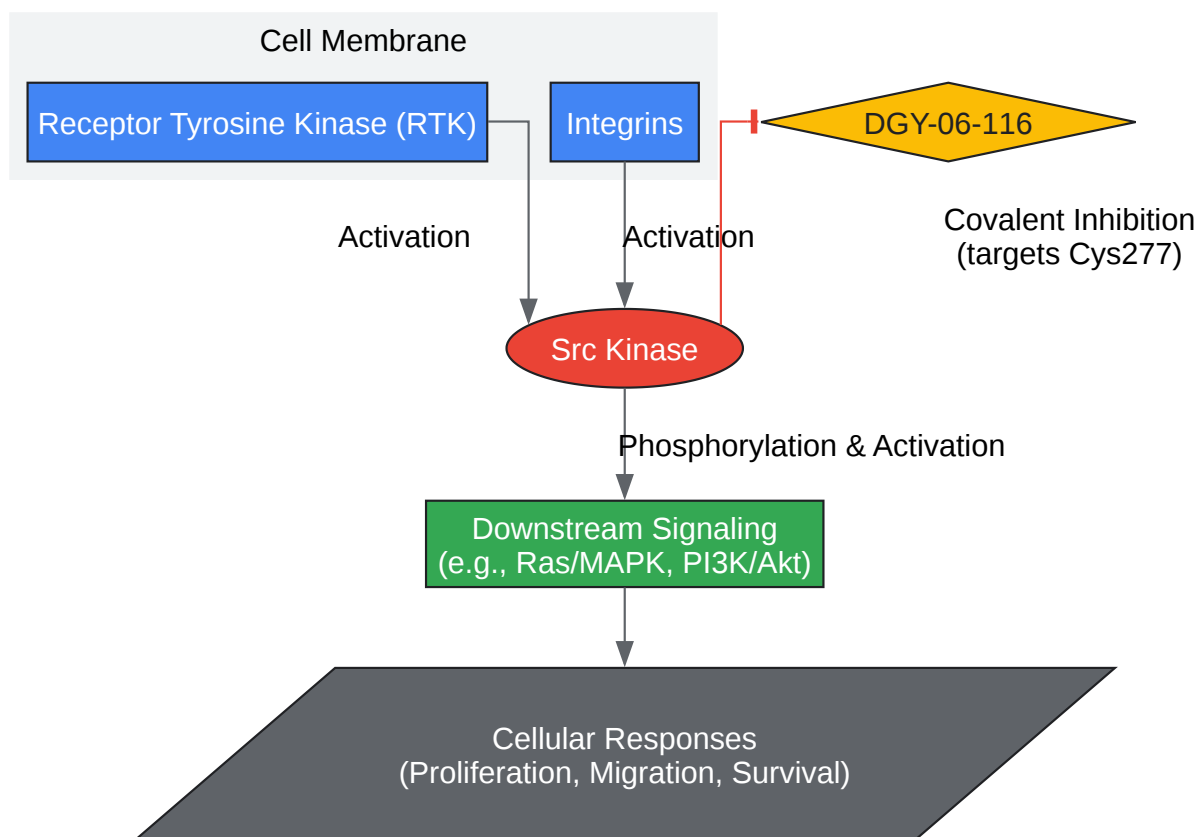 Cell Membrane
Receptor Tyrosine Kinase (RTK)
Integrins
DGY-06-116
Activation
Activation
Covalent Inhibition
(targets Cys277)
Src Kinase
Phosphorylation & Activation
Downstream Signaling
(e.g., Ras/MAPK, PI3K/Akt)
Cellular Responses
(Proliferation, Migration, Survival)